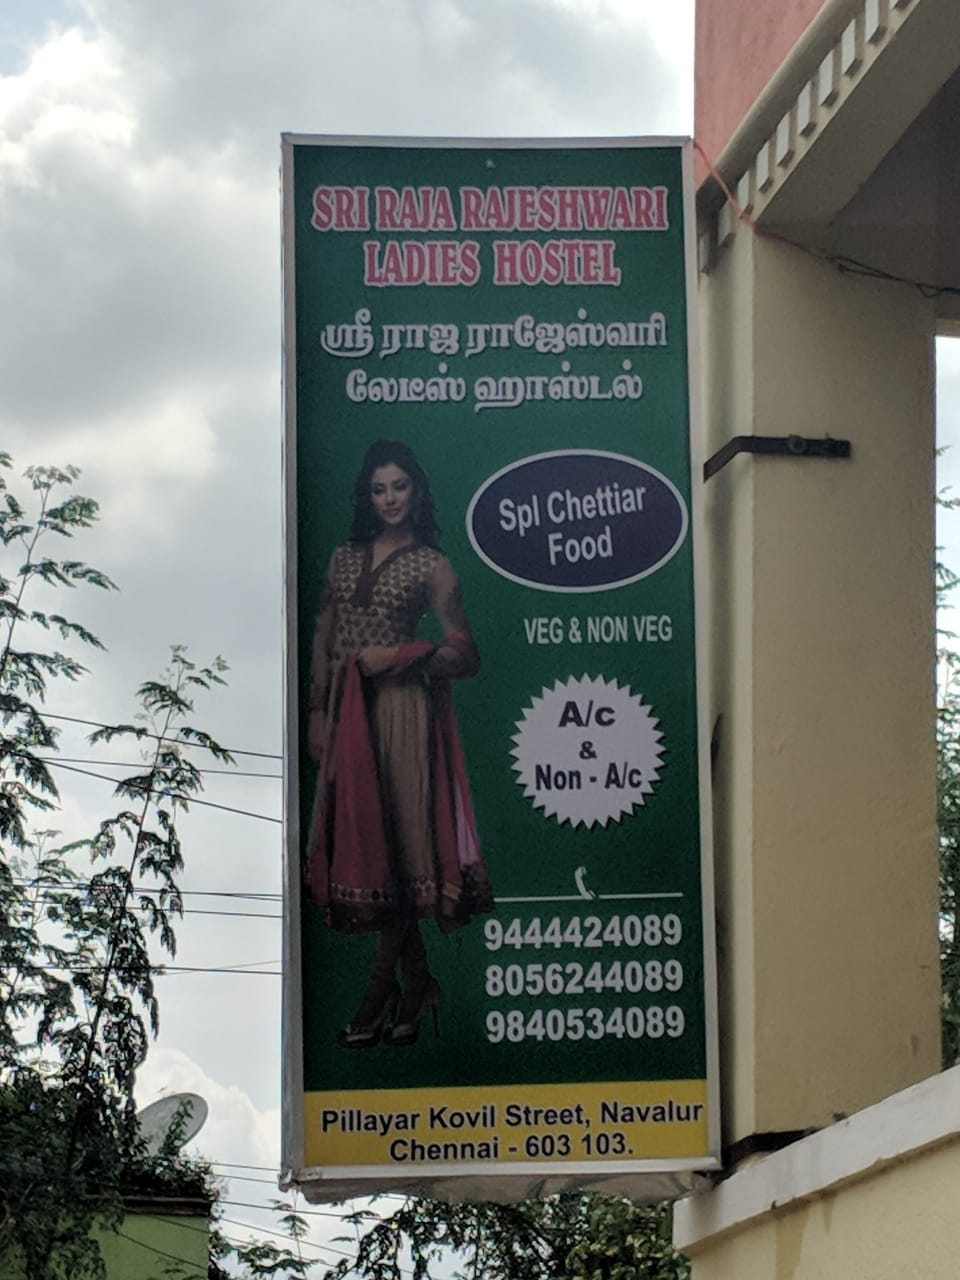 SRI RAJA RAJESHWARI
LADIES HOSTEL
ஸ்ரீ ராஜ ராஜேஸ்வரி
லேடீஸ் ஹாஸ்டல்
Spl Chettiar
Food
VEG & NON VEG
A/c
&
Non - A/c
9444424089
8056244089
9840534089
Pillayar Kovil Street, Navalur
Chennai - 603 103.